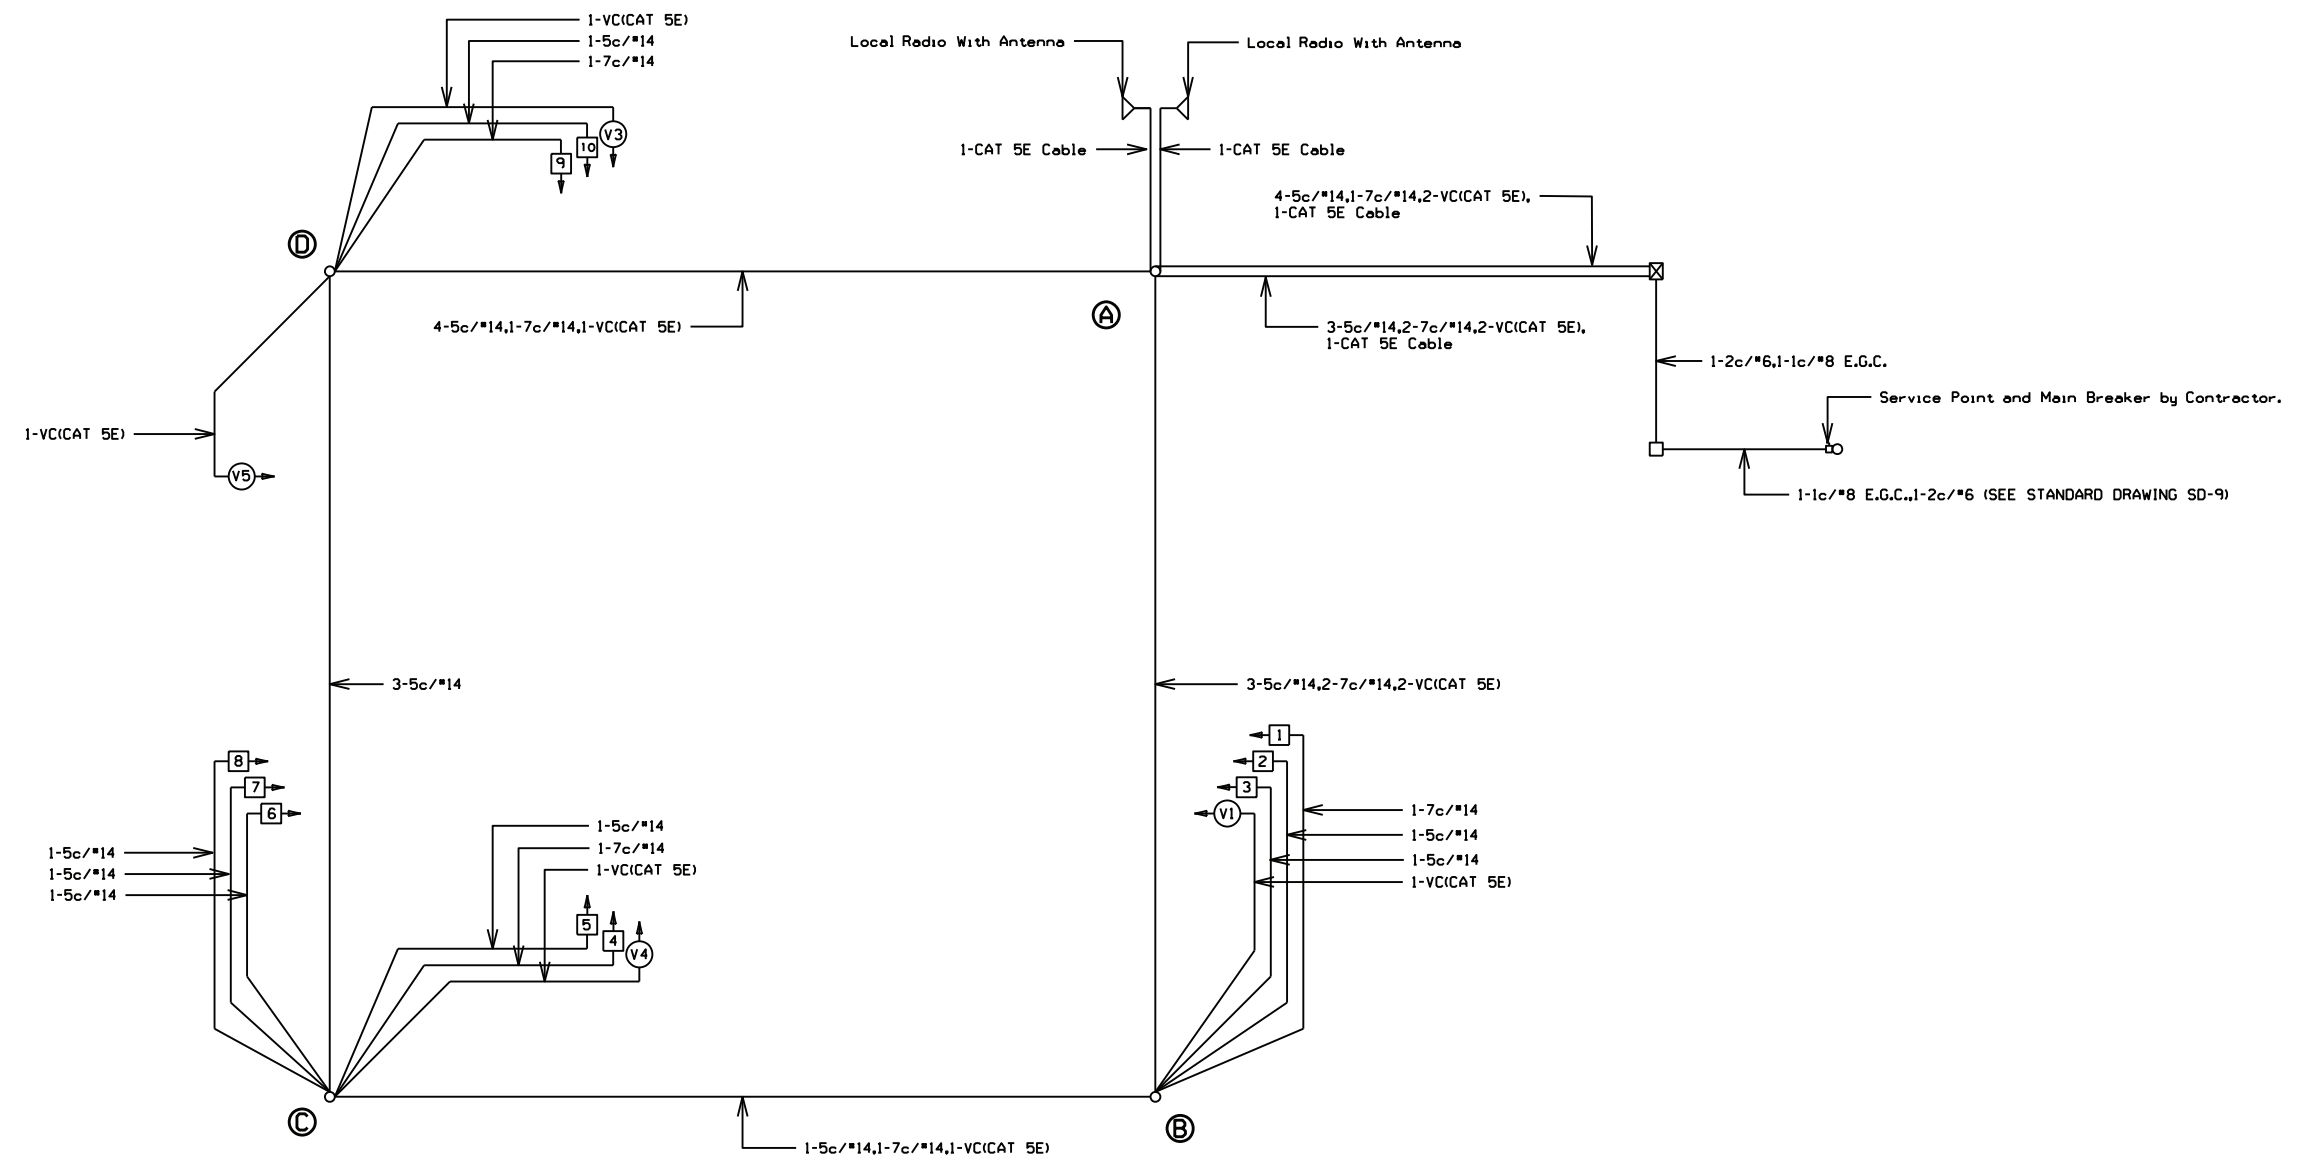 1-VC(CAT 5E)
1-5c/#14
1-7c/#14
Local Radio With Antenna
Local Radio With Antenna
V3
10
9
1-CAT 5E Cable
1-CAT 5E Cable
4-5c/#14,1-7c/#14,2-VC(CAT 5E),
1-CAT 5E Cable
D
A
4-5c/#14,1-7c/#14,1-VC(CAT 5E)
3-5c/#14,2-7c/#14,2-VC(CAT 5E),
1-CAT 5E Cable
1-2c/#6,1-1c/#8 E.G.C.
Service Point and Main Breaker by Contractor.
1-VC(CAT 5E)
V5
1-1c/#8 E.G.C.,1-2c/#6 (SEE STANDARD DRAWING SD-9)
3-5c/#14
3-5c/#14,2-7c/#14,2-VC(CAT 5E)
1
2
3
V1
8
7
6
1-7c/#14
1-5c/#14
1-5c/#14
1-VC(CAT 5E)
1-5c/#14
1-7c/#14
1-VC(CAT 5E)
1-5c/#14
1-5c/#14
1-5c/#14
5
4
V4
C
B
1-5c/#14,1-7c/#14,1-VC(CAT 5E)